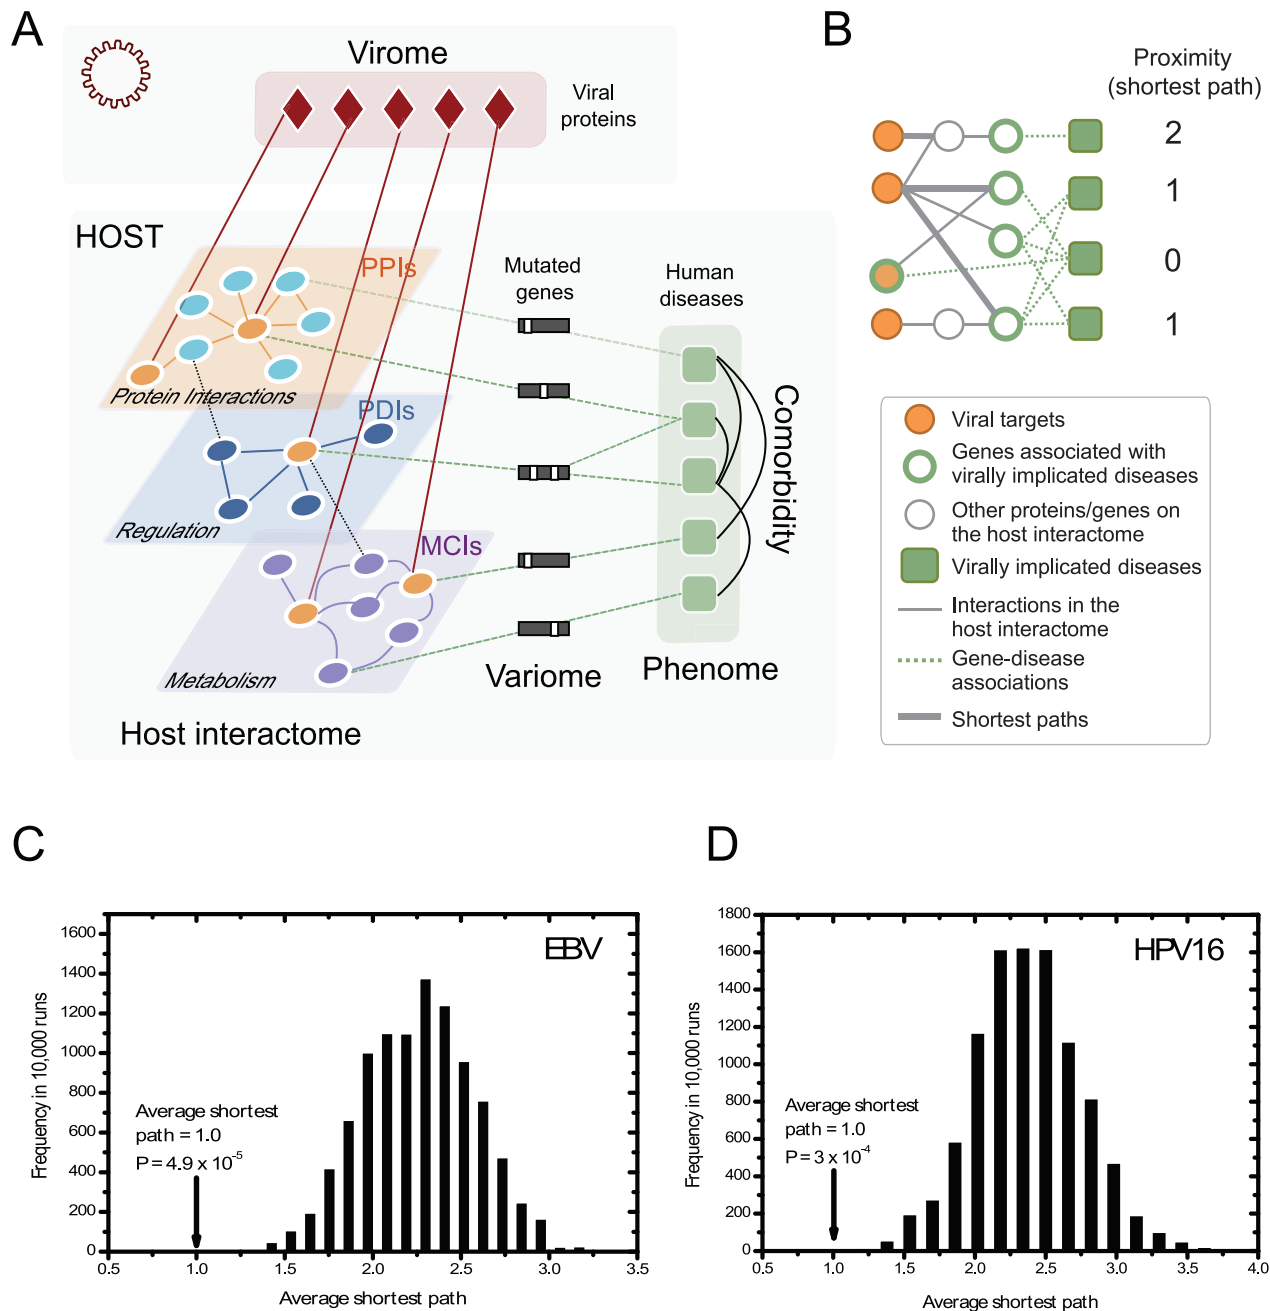 A
Virome
Viral
proteins
HOST
PPIs
Protein Interactions
PDIs
Regulation
MCIs
Metabolism
Host interactome
Mutated
genes
Variome
Human
diseases
Comorbidity
Phenome
B
Proximity
(shortest path)
2
1
0
1
Viral targets
Genes associated with
virally implicated diseases
Other proteins/genes on
the host interactome
Virally implicated diseases
Interactions in the
host interactome
Gene-disease
associations
Shortest paths
C
EBV
Frequency in 10,000 runs
1600
1400
1200
1000
800
600
400
200
0
Average shortest
path = 1.0
P = 4.9 x 10⁻⁵
0.5 1.0 1.5 2.0 2.5 3.0 3.5
Average shortest path
D
HPV16
Frequency in 10,000 runs
1800
1600
1400
1200
1000
800
600
400
200
0
Average shortest
path = 1.0
P = 3 x 10⁻⁴
0.5 1.0 1.5 2.0 2.5 3.0 3.5 4.0
Average shortest path